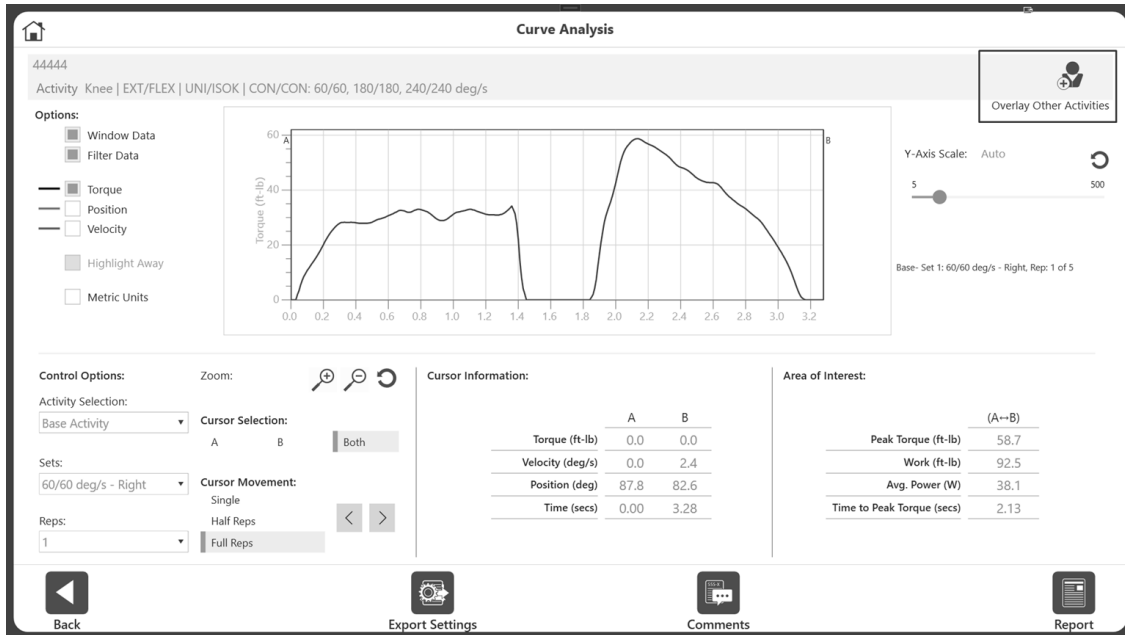 Curve Analysis
44444
Activity Knee | EXT/FLEX | UNI/ISOK | CON/CON: 60/60, 180/180, 240/240 deg/s
Overlay Other Activities
Options:
Window Data
Filter Data
Torque
Position
Velocity
Highlight Away
Metric Units
Torque (ft-lb)
60
40
20
0
A
B
0.0 0.2 0.4 0.6 0.8 1.0 1.2 1.4 1.6 1.8 2.0 2.2 2.4 2.6 2.8 3.0 3.2
Y-Axis Scale: Auto
5 500
Base- Set 1: 60/60 deg/s - Right, Rep: 1 of 5
Control Options:
Activity Selection:
Base Activity
Sets:
60/60 deg/s - Right
Reps:
1
Zoom:
Cursor Selection:
A B Both
Cursor Movement:
Single
Half Reps
Full Reps
Cursor Information:
A B
Torque (ft-lb) 0.0 0.0
Velocity (deg/s) 0.0 2.4
Position (deg) 87.8 82.6
Time (secs) 0.00 3.28
Area of Interest:
(A↔B)
Peak Torque (ft-lb) 58.7
Work (ft-lb) 92.5
Avg. Power (W) 38.1
Time to Peak Torque (secs) 2.13
Back
Export Settings
Comments
Report